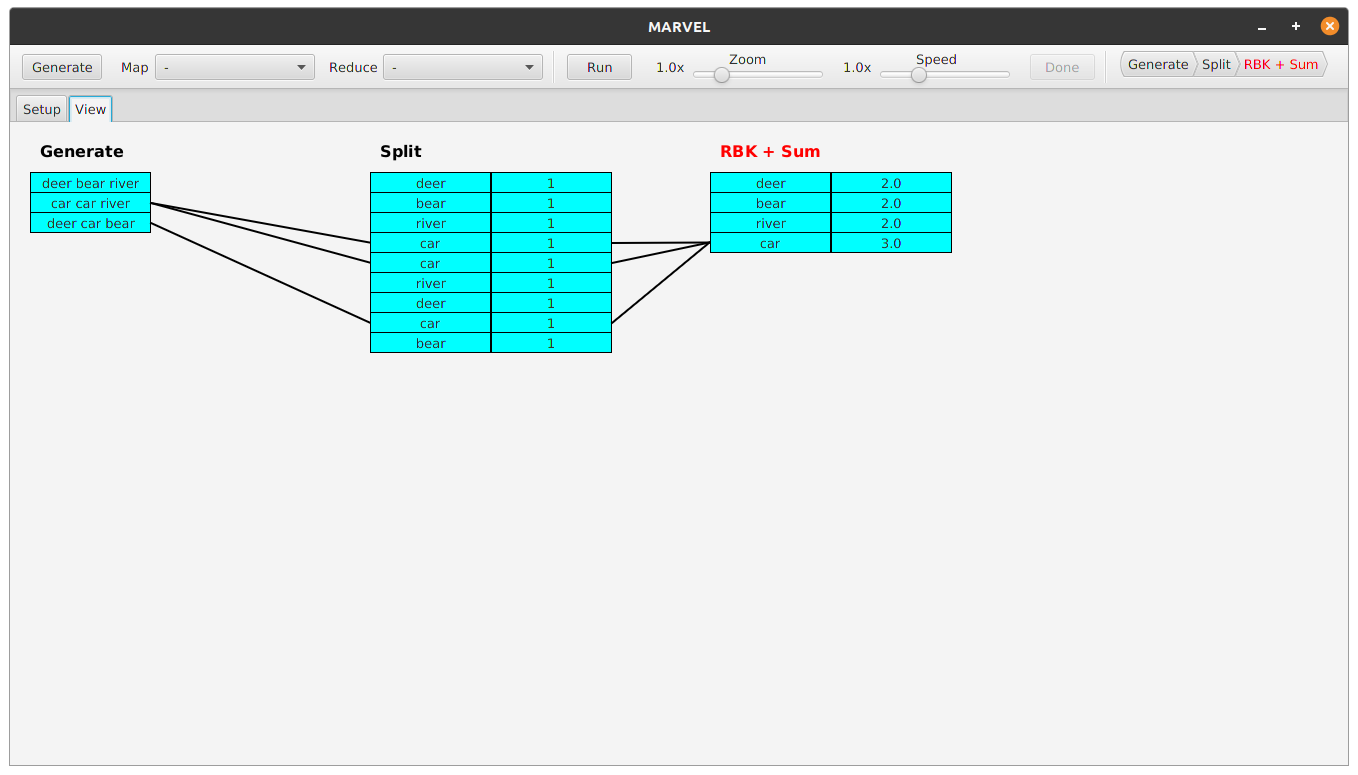 MARVEL
Generate Map - Reduce - Run 1.0x Zoom 1.0x Speed Done Generate Split RBK + Sum
Setup View
Generate Split RBK + Sum
deer bear river deer 1 deer 2.0
car car river bear 1 bear 2.0
deer car bear river 1 river 2.0
car 1 car 3.0
car 1
river 1
deer 1
car 1
bear 1